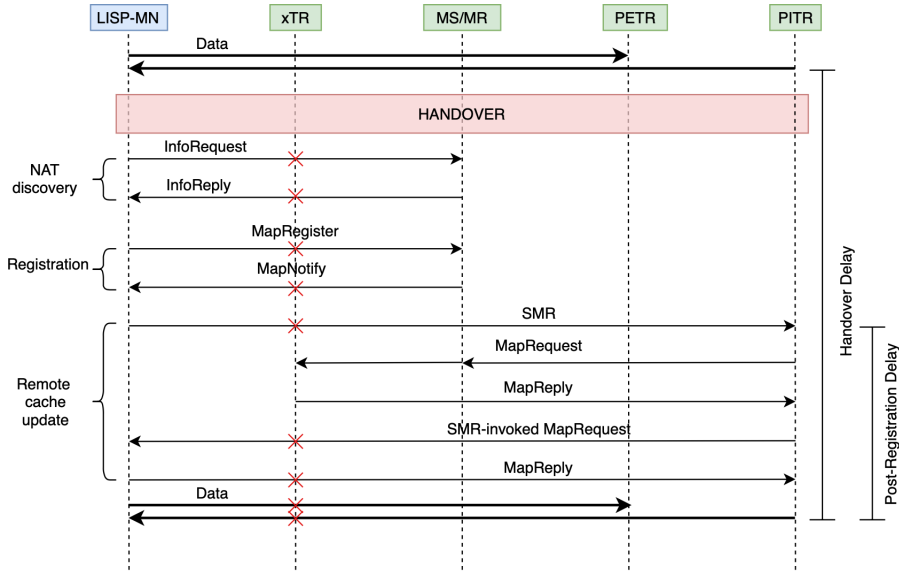 LISP-MN
xTR
MS/MR
PETR
PITR
Data
HANDOVER
InfoRequest
NAT
discovery
InfoReply
MapRegister
Registration
MapNotify
SMR
MapRequest
Remote
cache
update
MapReply
SMR-invoked MapRequest
MapReply
Data
Handover Delay
Post-Registration Delay